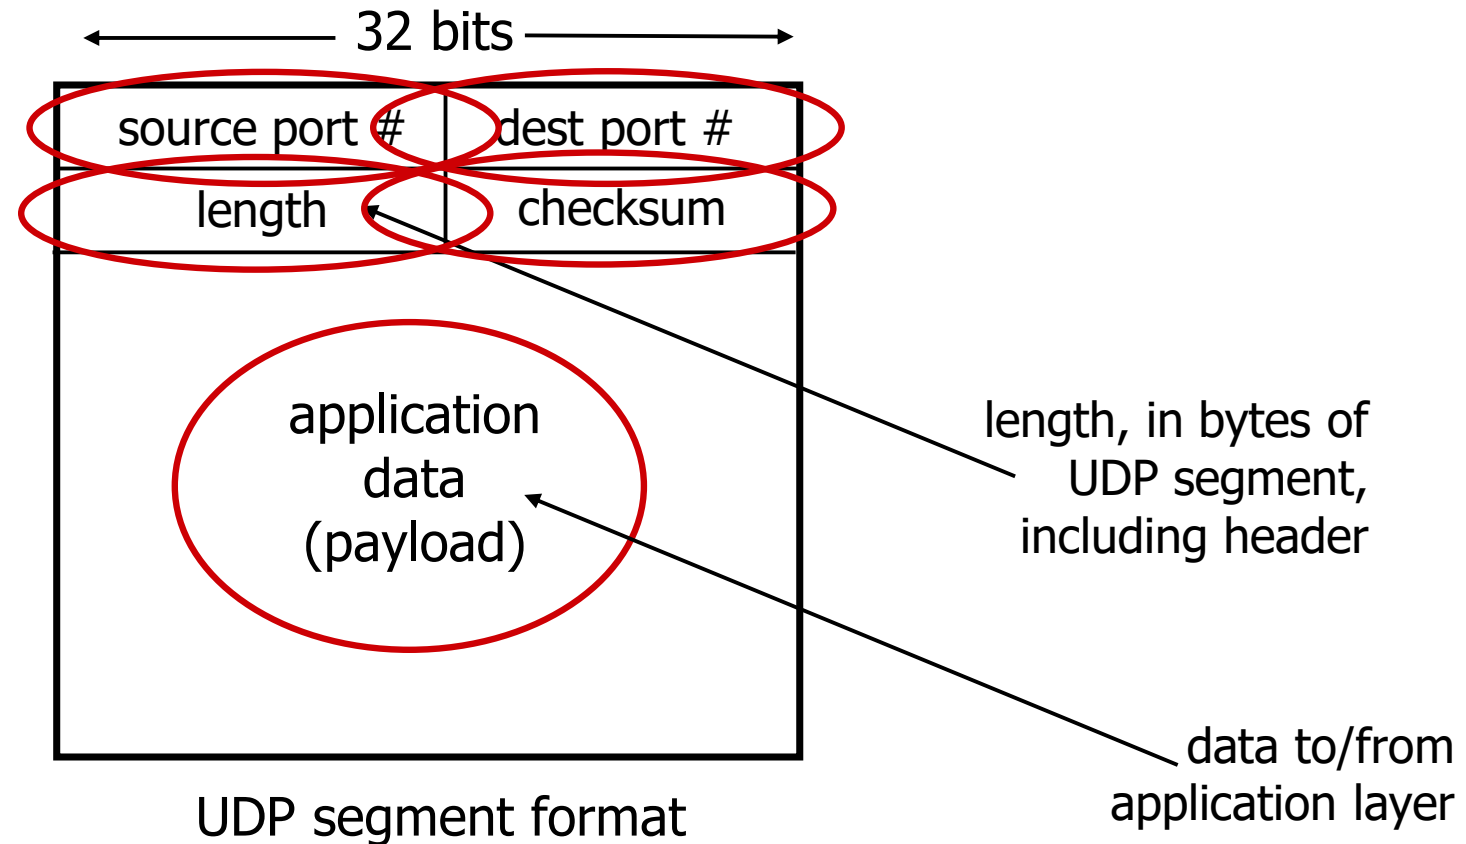 32 bits
source port #
dest port #
length
checksum
application
data
(payload)
length, in bytes of
UDP segment,
including header
data to/from
application layer
UDP segment format